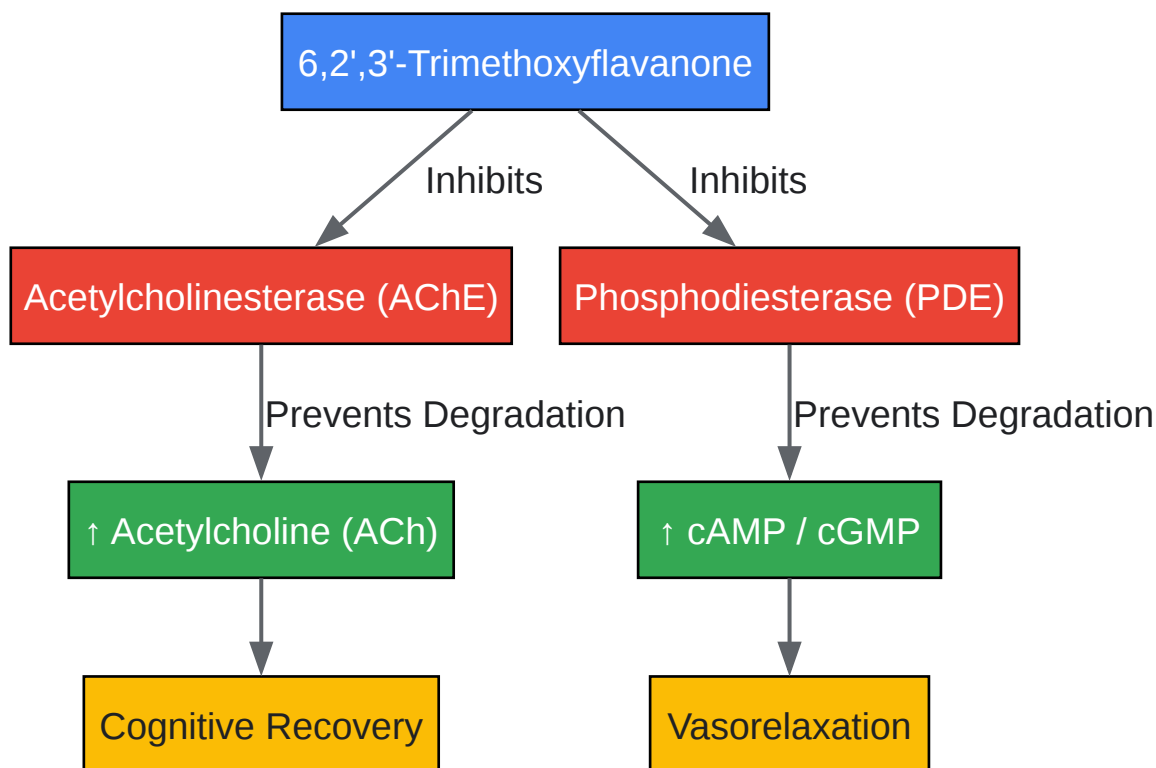 6,2',3'-Trimethoxyflavanone
Inhibits
Inhibits
Acetylcholinesterase (AChE)
Phosphodiesterase (PDE)
Prevents Degradation
Prevents Degradation
↑ Acetylcholine (ACh)
↑ cAMP / cGMP
Cognitive Recovery
Vasorelaxation